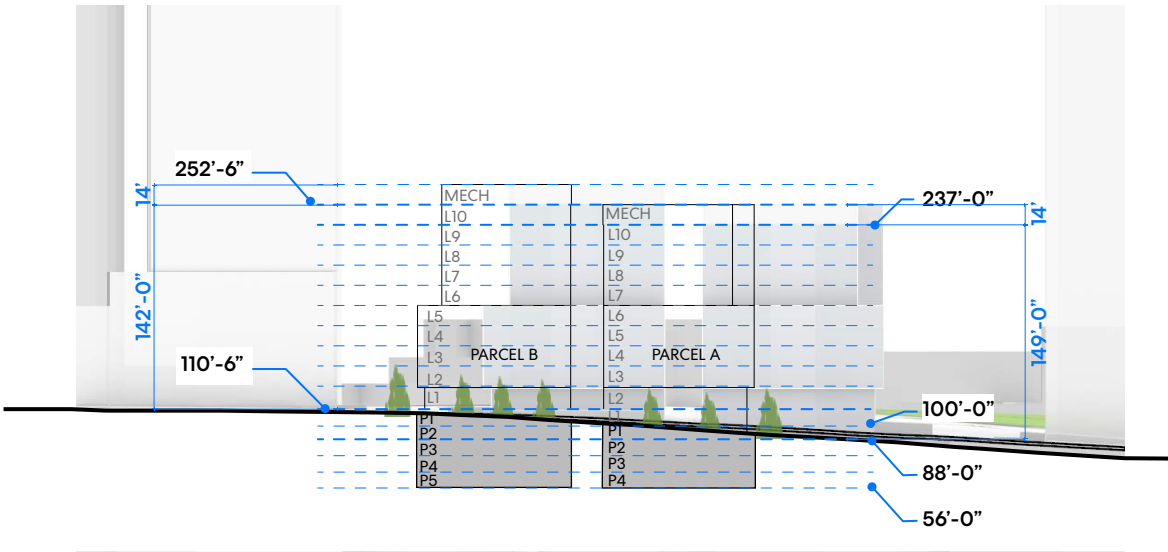 252’-6”
14’
142’-0”
110’-6”
MECH
L10
L9
L8
L7
L6
L5
L4
L3
L2
L1
PARCEL B
P1
P2
P3
P4
P5
MECH
L10
L9
L8
L7
L6
L5
L4
L3
L2
L1
PARCEL A
P1
P2
P3
P4
237’-0”
14’
149’-0”
100’-0”
88’-0”
56’-0”